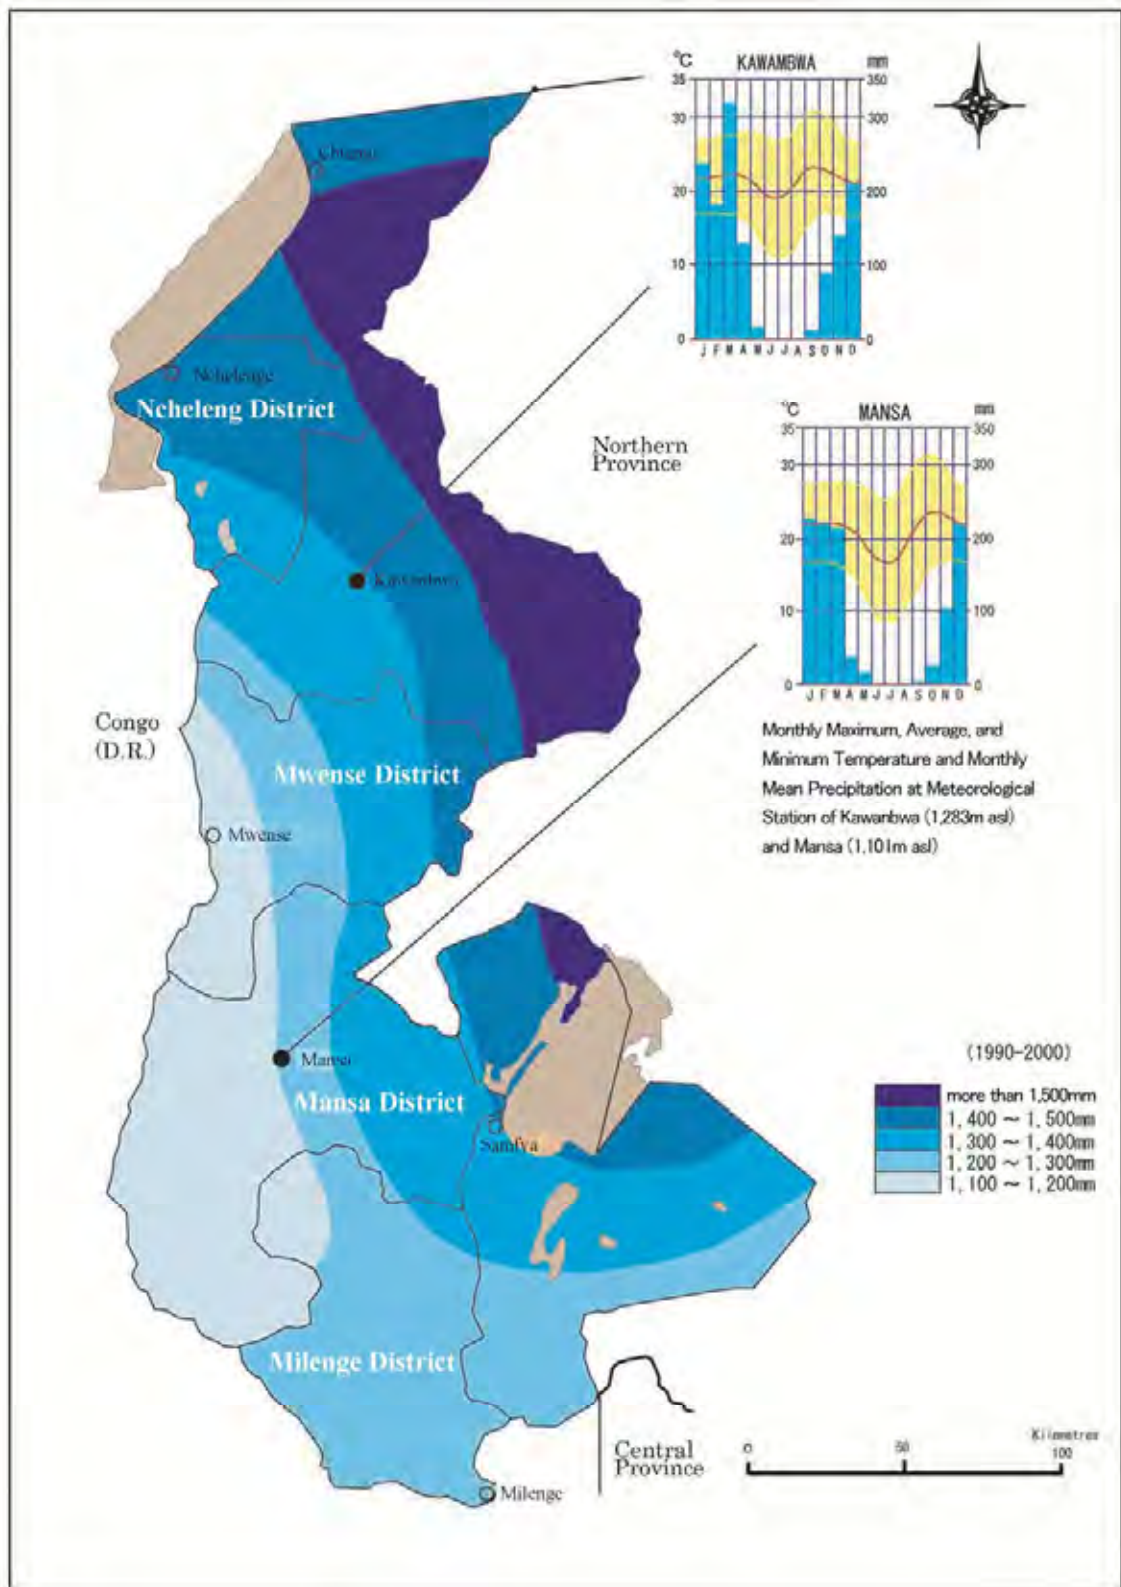 °C KAWAMBWA mm
35 350
30 300
20 200
10 100
0 0
J F M A M J J A S O N D
Nchelenge
Ncheleng District
Northern
Province
°C MANSA mm
35 350
30 300
20 200
10 100
0 0
J F M A M J J A S O N D
Congo
(D.R.)
Mwense District
Mwense
Monthly Maximum, Average, and
Minimum Temperature and Monthly
Mean Precipitation at Meteorological
Station of Kawanbwa (1,283m asl)
and Mansa (1,101m asl)
Mansa
Mansa District
Samfya
(1990-2000)
more than 1,500mm
1,400 ~ 1,500mm
1,300 ~ 1,400mm
1,200 ~ 1,300mm
1,100 ~ 1,200mm
Milenge District
Central
Province
Milenge
Kilometres
0 50 100